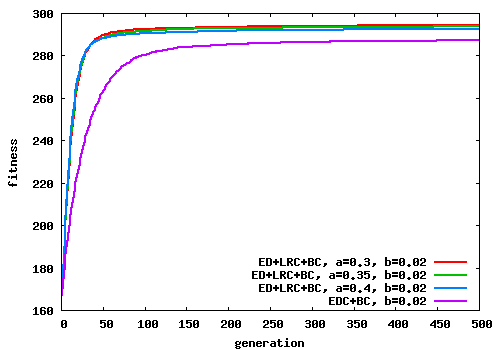 300
280
260
240
220
200
180
160
fitness
ED+LRC+BC, a=0.3, b=0.02
ED+LRC+BC, a=0.35, b=0.02
ED+LRC+BC, a=0.4, b=0.02
EDC+BC, b=0.02
0 50 100 150 200 250 300 350 400 450 500
generation